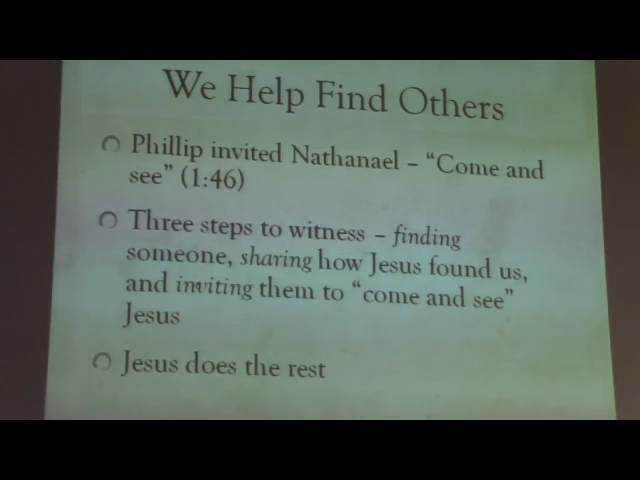 We Help Find Others
Phillip invited Nathanael – “Come and
see” (1:46)
Three steps to witness – finding
someone, sharing how Jesus found us,
and inviting them to “come and see”
Jesus
Jesus does the rest